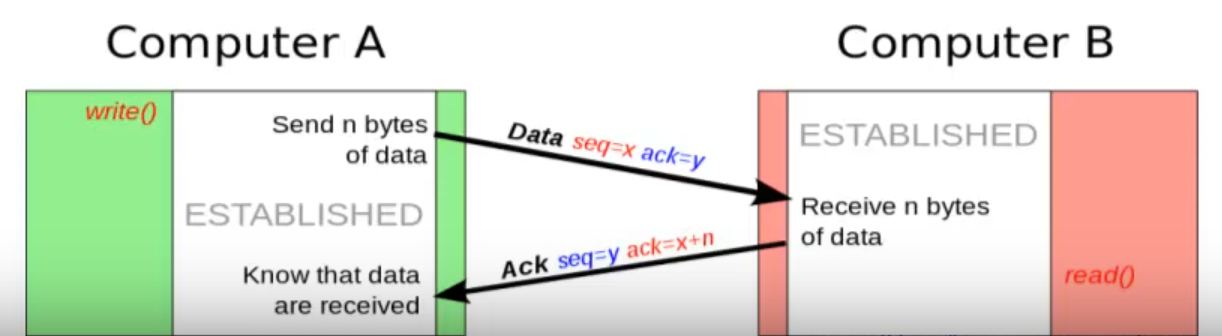 Computer A
Computer B
write()
Send n bytes
of data
Data seq=x ack=y
ESTABLISHED
ESTABLISHED
Receive n bytes
of data
Ack seq=y ack=x+n
Know that data
are received
read()